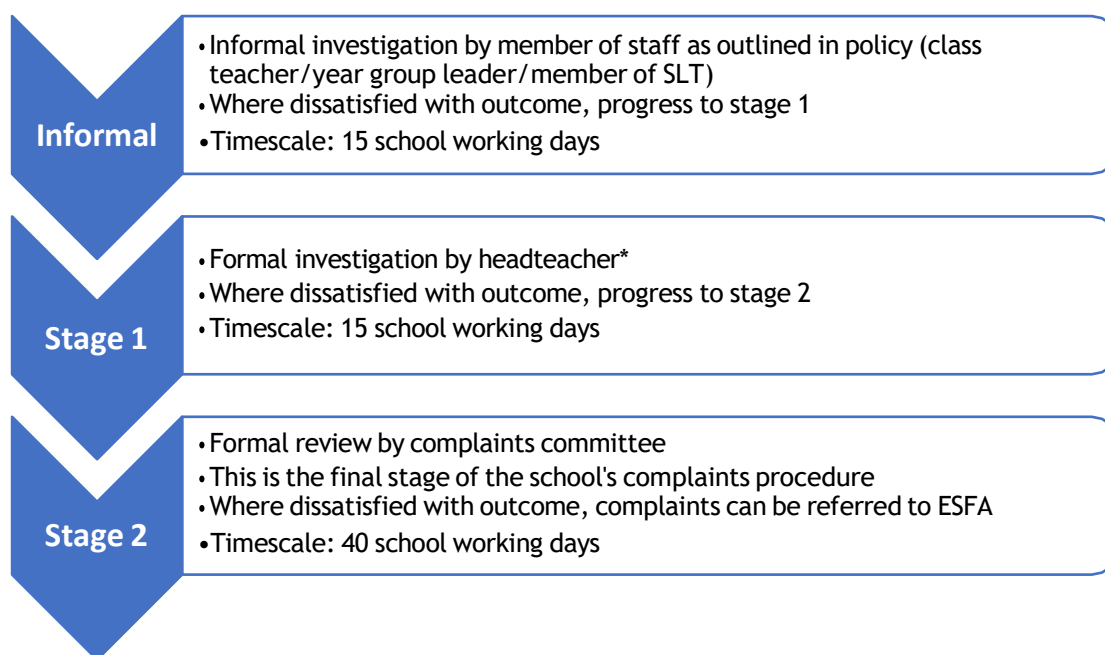 Informal
• Informal investigation by member of staff as outlined in policy (class
teacher/year group leader/member of SLT)
• Where dissatisfied with outcome, progress to stage 1
• Timescale: 15 school working days
Stage 1
• Formal investigation by headteacher*
• Where dissatisfied with outcome, progress to stage 2
• Timescale: 15 school working days
Stage 2
• Formal review by complaints committee
• This is the final stage of the school's complaints procedure
• Where dissatisfied with outcome, complaints can be referred to ESFA
• Timescale: 40 school working days